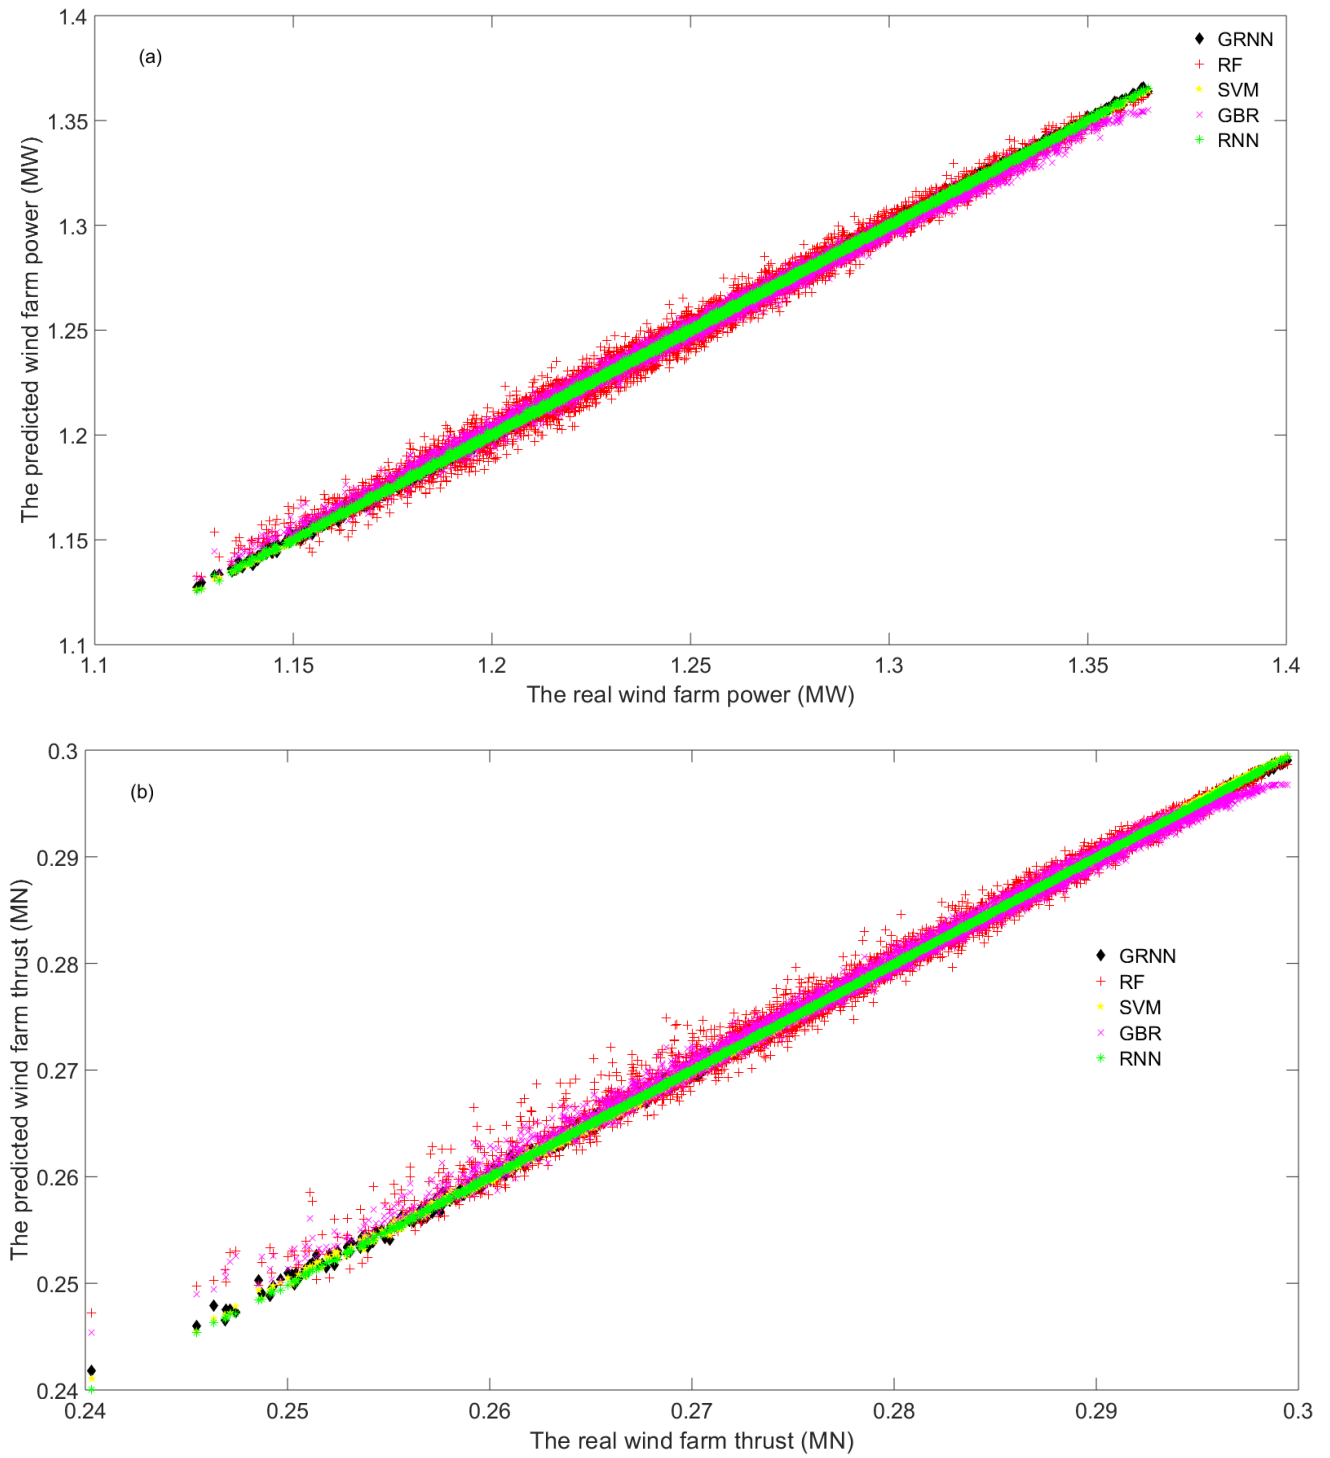 1.4
(a)
GRNN
RF
SVM
GBR
RNN
1.35
1.3
1.25
1.2
1.15
1.1
The predicted wind farm power (MW)
1.1
1.15
1.2
1.25
1.3
1.35
1.4
The real wind farm power (MW)
0.3
(b)
0.29
0.28
0.27
0.26
0.25
0.24
The predicted wind farm thrust (MN)
GRNN
RF
SVM
GBR
RNN
0.24
0.25
0.26
0.27
0.28
0.29
0.3
The real wind farm thrust (MN)